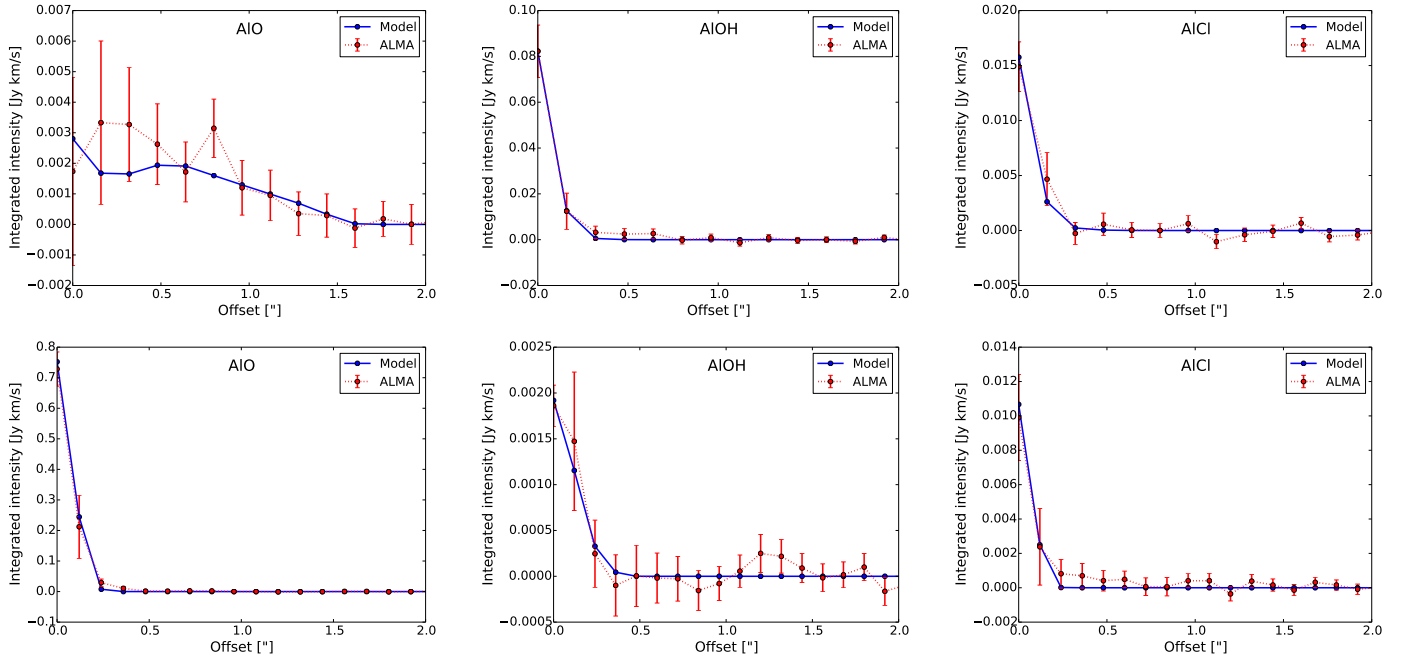 AlO
Model
ALMA
Integrated intensity [Jy km/s]
0.007
0.006
0.005
0.004
0.003
0.002
0.001
0.000
−0.001
−0.002
0.0 0.5 1.0 1.5 2.0
Offset ["]
AlOH
Model
ALMA
Integrated intensity [Jy km/s]
0.10
0.08
0.06
0.04
0.02
0.00
−0.02
0.0 0.5 1.0 1.5 2.0
Offset ["]
AlCl
Model
ALMA
Integrated intensity [Jy km/s]
0.020
0.015
0.010
0.005
0.000
−0.005
0.0 0.5 1.0 1.5 2.0
Offset ["]
AlO
Model
ALMA
Integrated intensity [Jy km/s]
0.8
0.7
0.6
0.5
0.4
0.3
0.2
0.1
0.0
−0.1
0.0 0.5 1.0 1.5 2.0
Offset ["]
AlOH
Model
ALMA
Integrated intensity [Jy km/s]
0.0025
0.0020
0.0015
0.0010
0.0005
0.0000
−0.0005
0.0 0.5 1.0 1.5 2.0
Offset ["]
AlCl
Model
ALMA
Integrated intensity [Jy km/s]
0.014
0.012
0.010
0.008
0.006
0.004
0.002
0.000
−0.002
0.0 0.5 1.0 1.5 2.0
Offset ["]